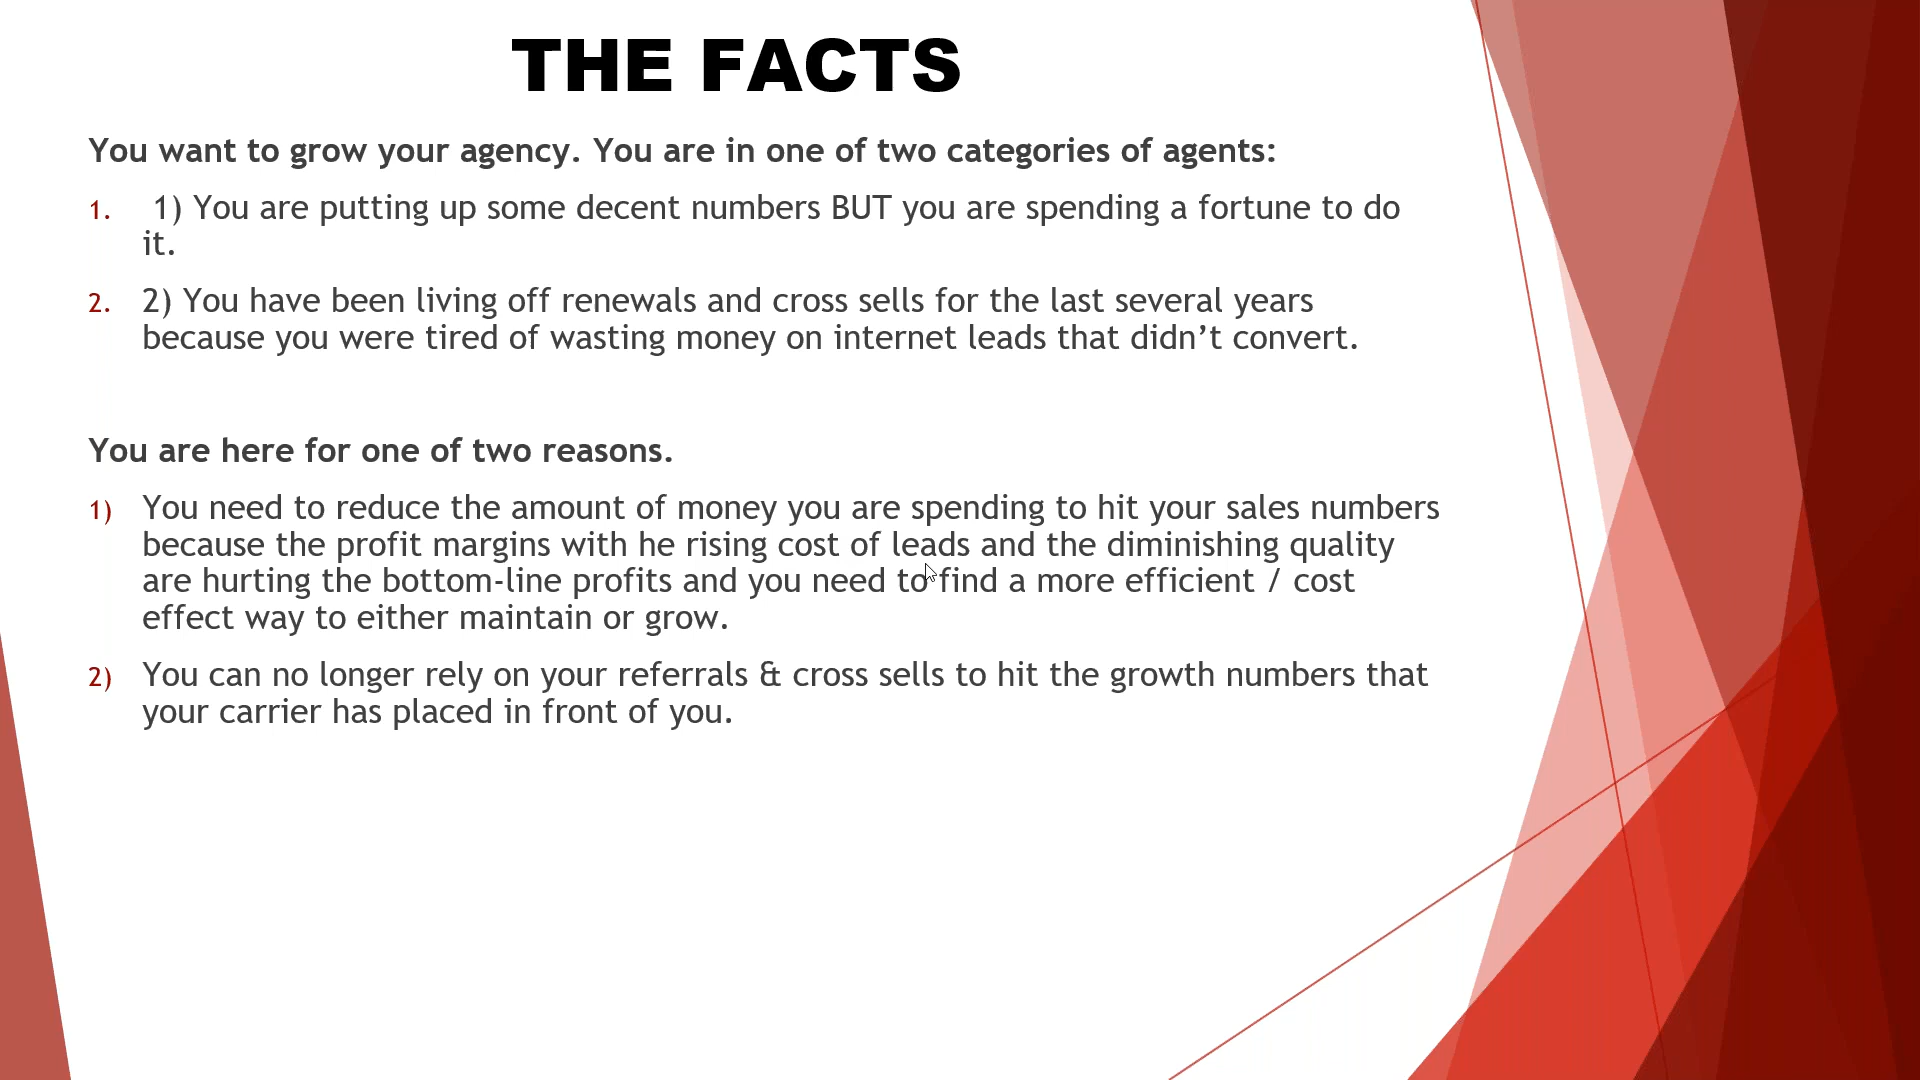 THE FACTS
You want to grow your agency. You are in one of two categories of agents:
1. 1) You are putting up some decent numbers BUT you are spending a fortune to do
it.
2. 2) You have been living off renewals and cross sells for the last several years
because you were tired of wasting money on internet leads that didn’t convert.
You are here for one of two reasons.
1) You need to reduce the amount of money you are spending to hit your sales numbers
because the profit margins with he rising cost of leads and the diminishing quality
are hurting the bottom-line profits and you need to find a more efficient / cost
effect way to either maintain or grow.
2) You can no longer rely on your referrals & cross sells to hit the growth numbers that
your carrier has placed in front of you.